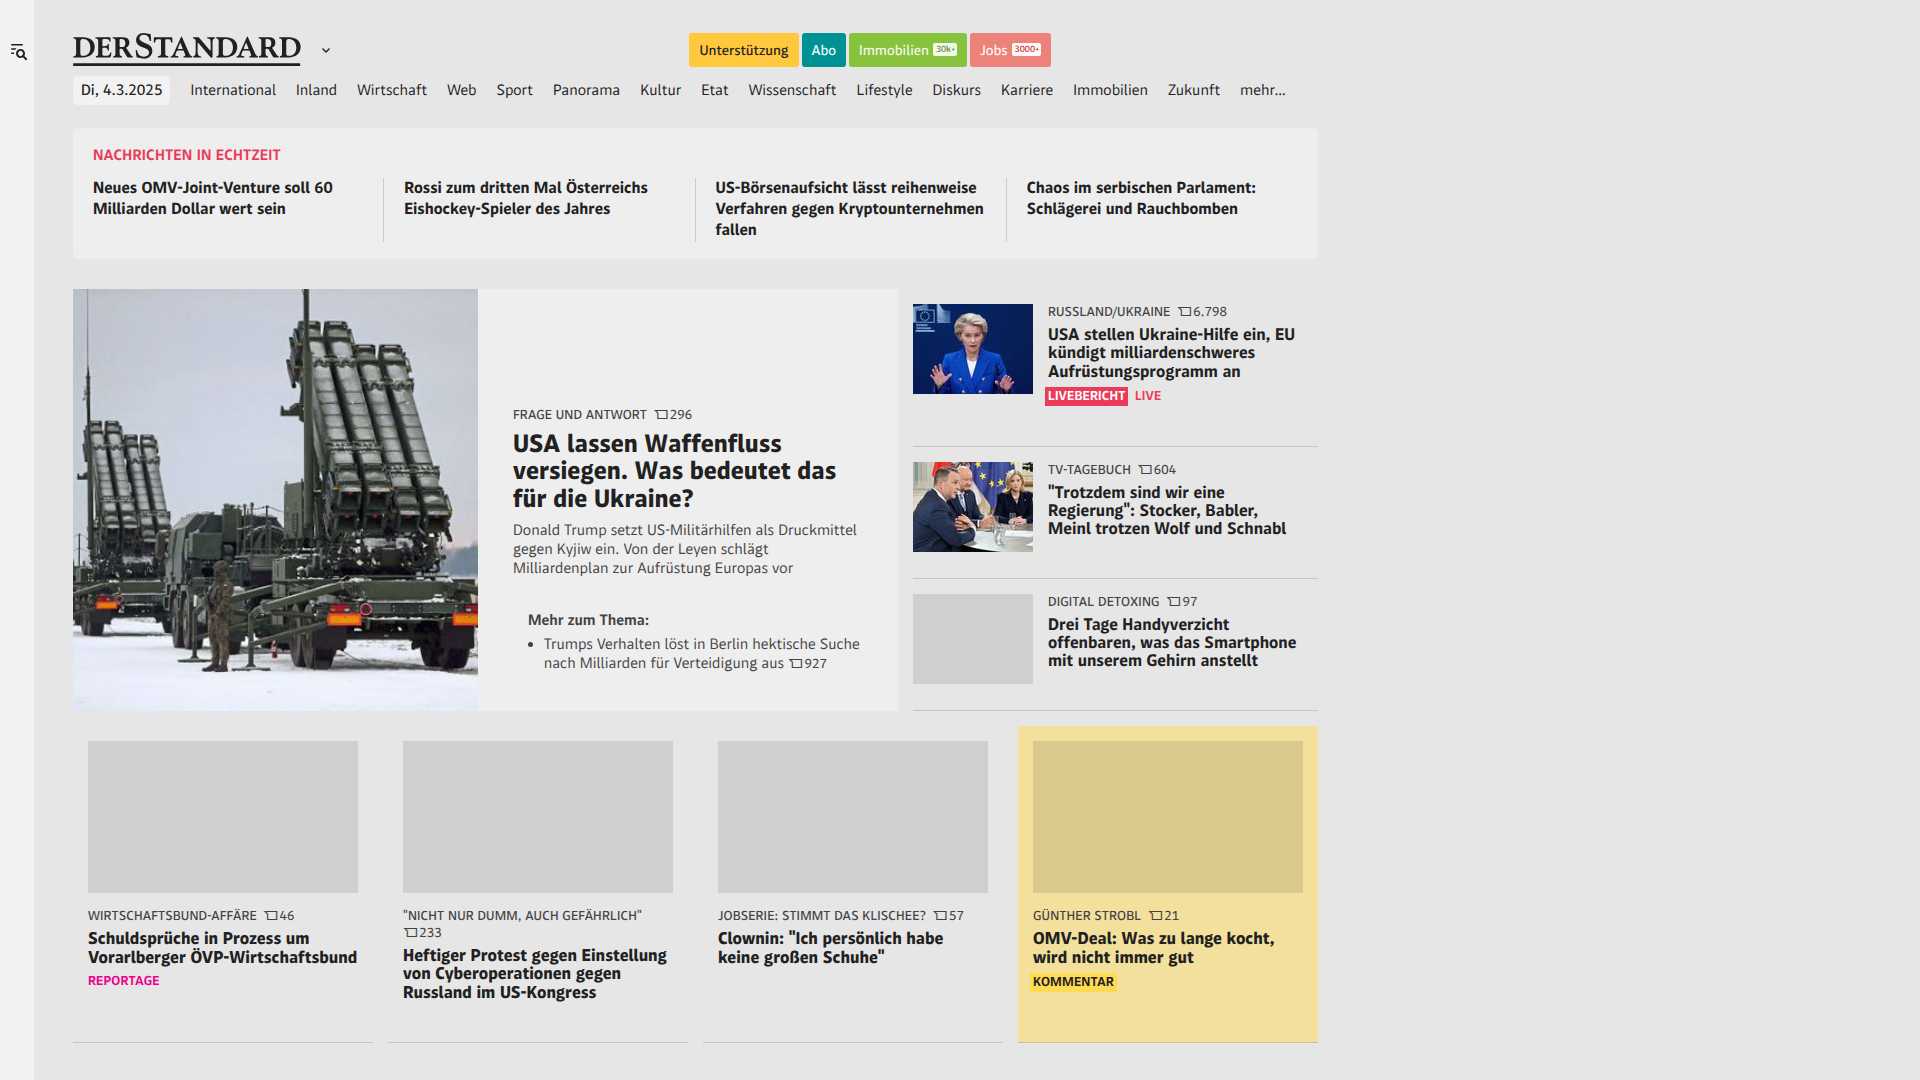 DERSTANDARD
Unterstützung Abo Immobilien 30k+ Jobs 3000+
Di, 4.3.2025 International Inland Wirtschaft Web Sport Panorama Kultur Etat Wissenschaft Lifestyle Diskurs Karriere Immobilien Zukunft mehr...
NACHRICHTEN IN ECHTZEIT
Neues OMV-Joint-Venture soll 60
Milliarden Dollar wert sein
Rossi zum dritten Mal Österreichs
Eishockey-Spieler des Jahres
US-Börsenaufsicht lässt reihenweise
Verfahren gegen Kryptounternehmen
fallen
Chaos im serbischen Parlament:
Schlägerei und Rauchbomben
FRAGE UND ANTWORT 296
USA lassen Waffenfluss
versiegen. Was bedeutet das
für die Ukraine?
Donald Trump setzt US-Militärhilfen als Druckmittel
gegen Kyjiw ein. Von der Leyen schlägt
Milliardenplan zur Aufrüstung Europas vor
Mehr zum Thema:
• Trumps Verhalten löst in Berlin hektische Suche
nach Milliarden für Verteidigung aus 927
RUSSLAND/UKRAINE 6.798
USA stellen Ukraine-Hilfe ein, EU
kündigt milliardenschweres
Aufrüstungsprogramm an
LIVEBERICHT LIVE
TV-TAGEBUCH 604
"Trotzdem sind wir eine
Regierung": Stocker, Babler,
Meinl trotzen Wolf und Schnabl
DIGITAL DETOXING 97
Drei Tage Handyverzicht
offenbaren, was das Smartphone
mit unserem Gehirn anstellt
WIRTSCHAFTSBUND-AFFÄRE 46
Schuldsprüche in Prozess um
Vorarlberger ÖVP-Wirtschaftsbund
REPORTAGE
"NICHT NUR DUMM, AUCH GEFÄHRLICH"
233
Heftiger Protest gegen Einstellung
von Cyberoperationen gegen
Russland im US-Kongress
JOBSERIE: STIMMT DAS KLISCHEE? 57
Clownin: "Ich persönlich habe
keine großen Schuhe"
GÜNTHER STROBL 21
OMV-Deal: Was zu lange kocht,
wird nicht immer gut
KOMMENTAR